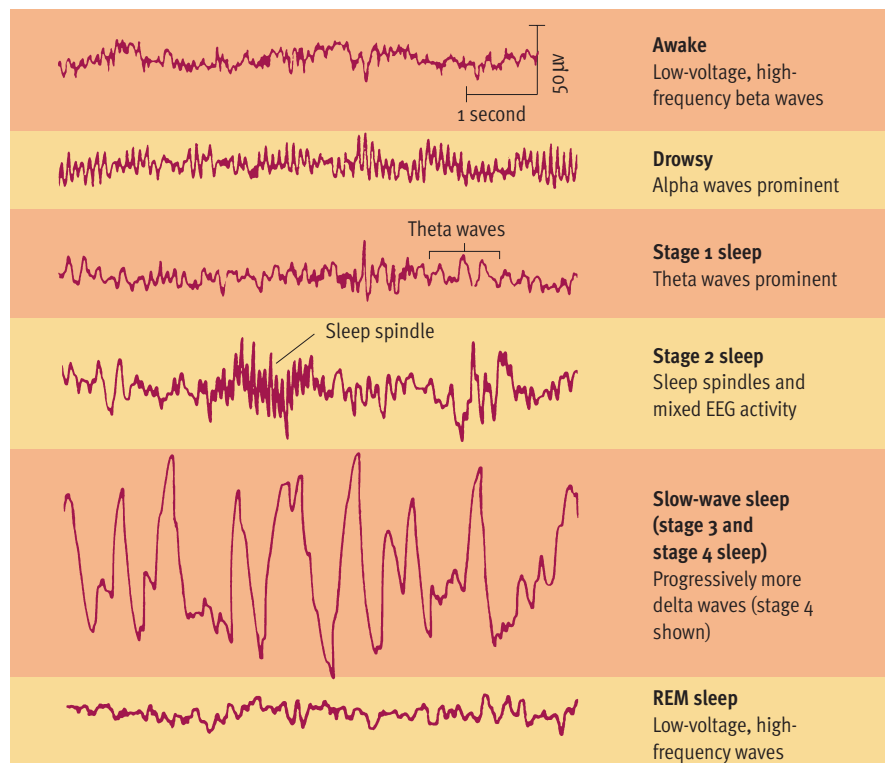 Awake
Low-voltage, high-
frequency beta waves
50 μv
1 second
Drowsy
Alpha waves prominent
Theta waves
Stage 1 sleep
Theta waves prominent
Sleep spindle
Stage 2 sleep
Sleep spindles and
mixed EEG activity
Slow-wave sleep
(stage 3 and
stage 4 sleep)
Progressively more
delta waves (stage 4
shown)
REM sleep
Low-voltage, high-
frequency waves